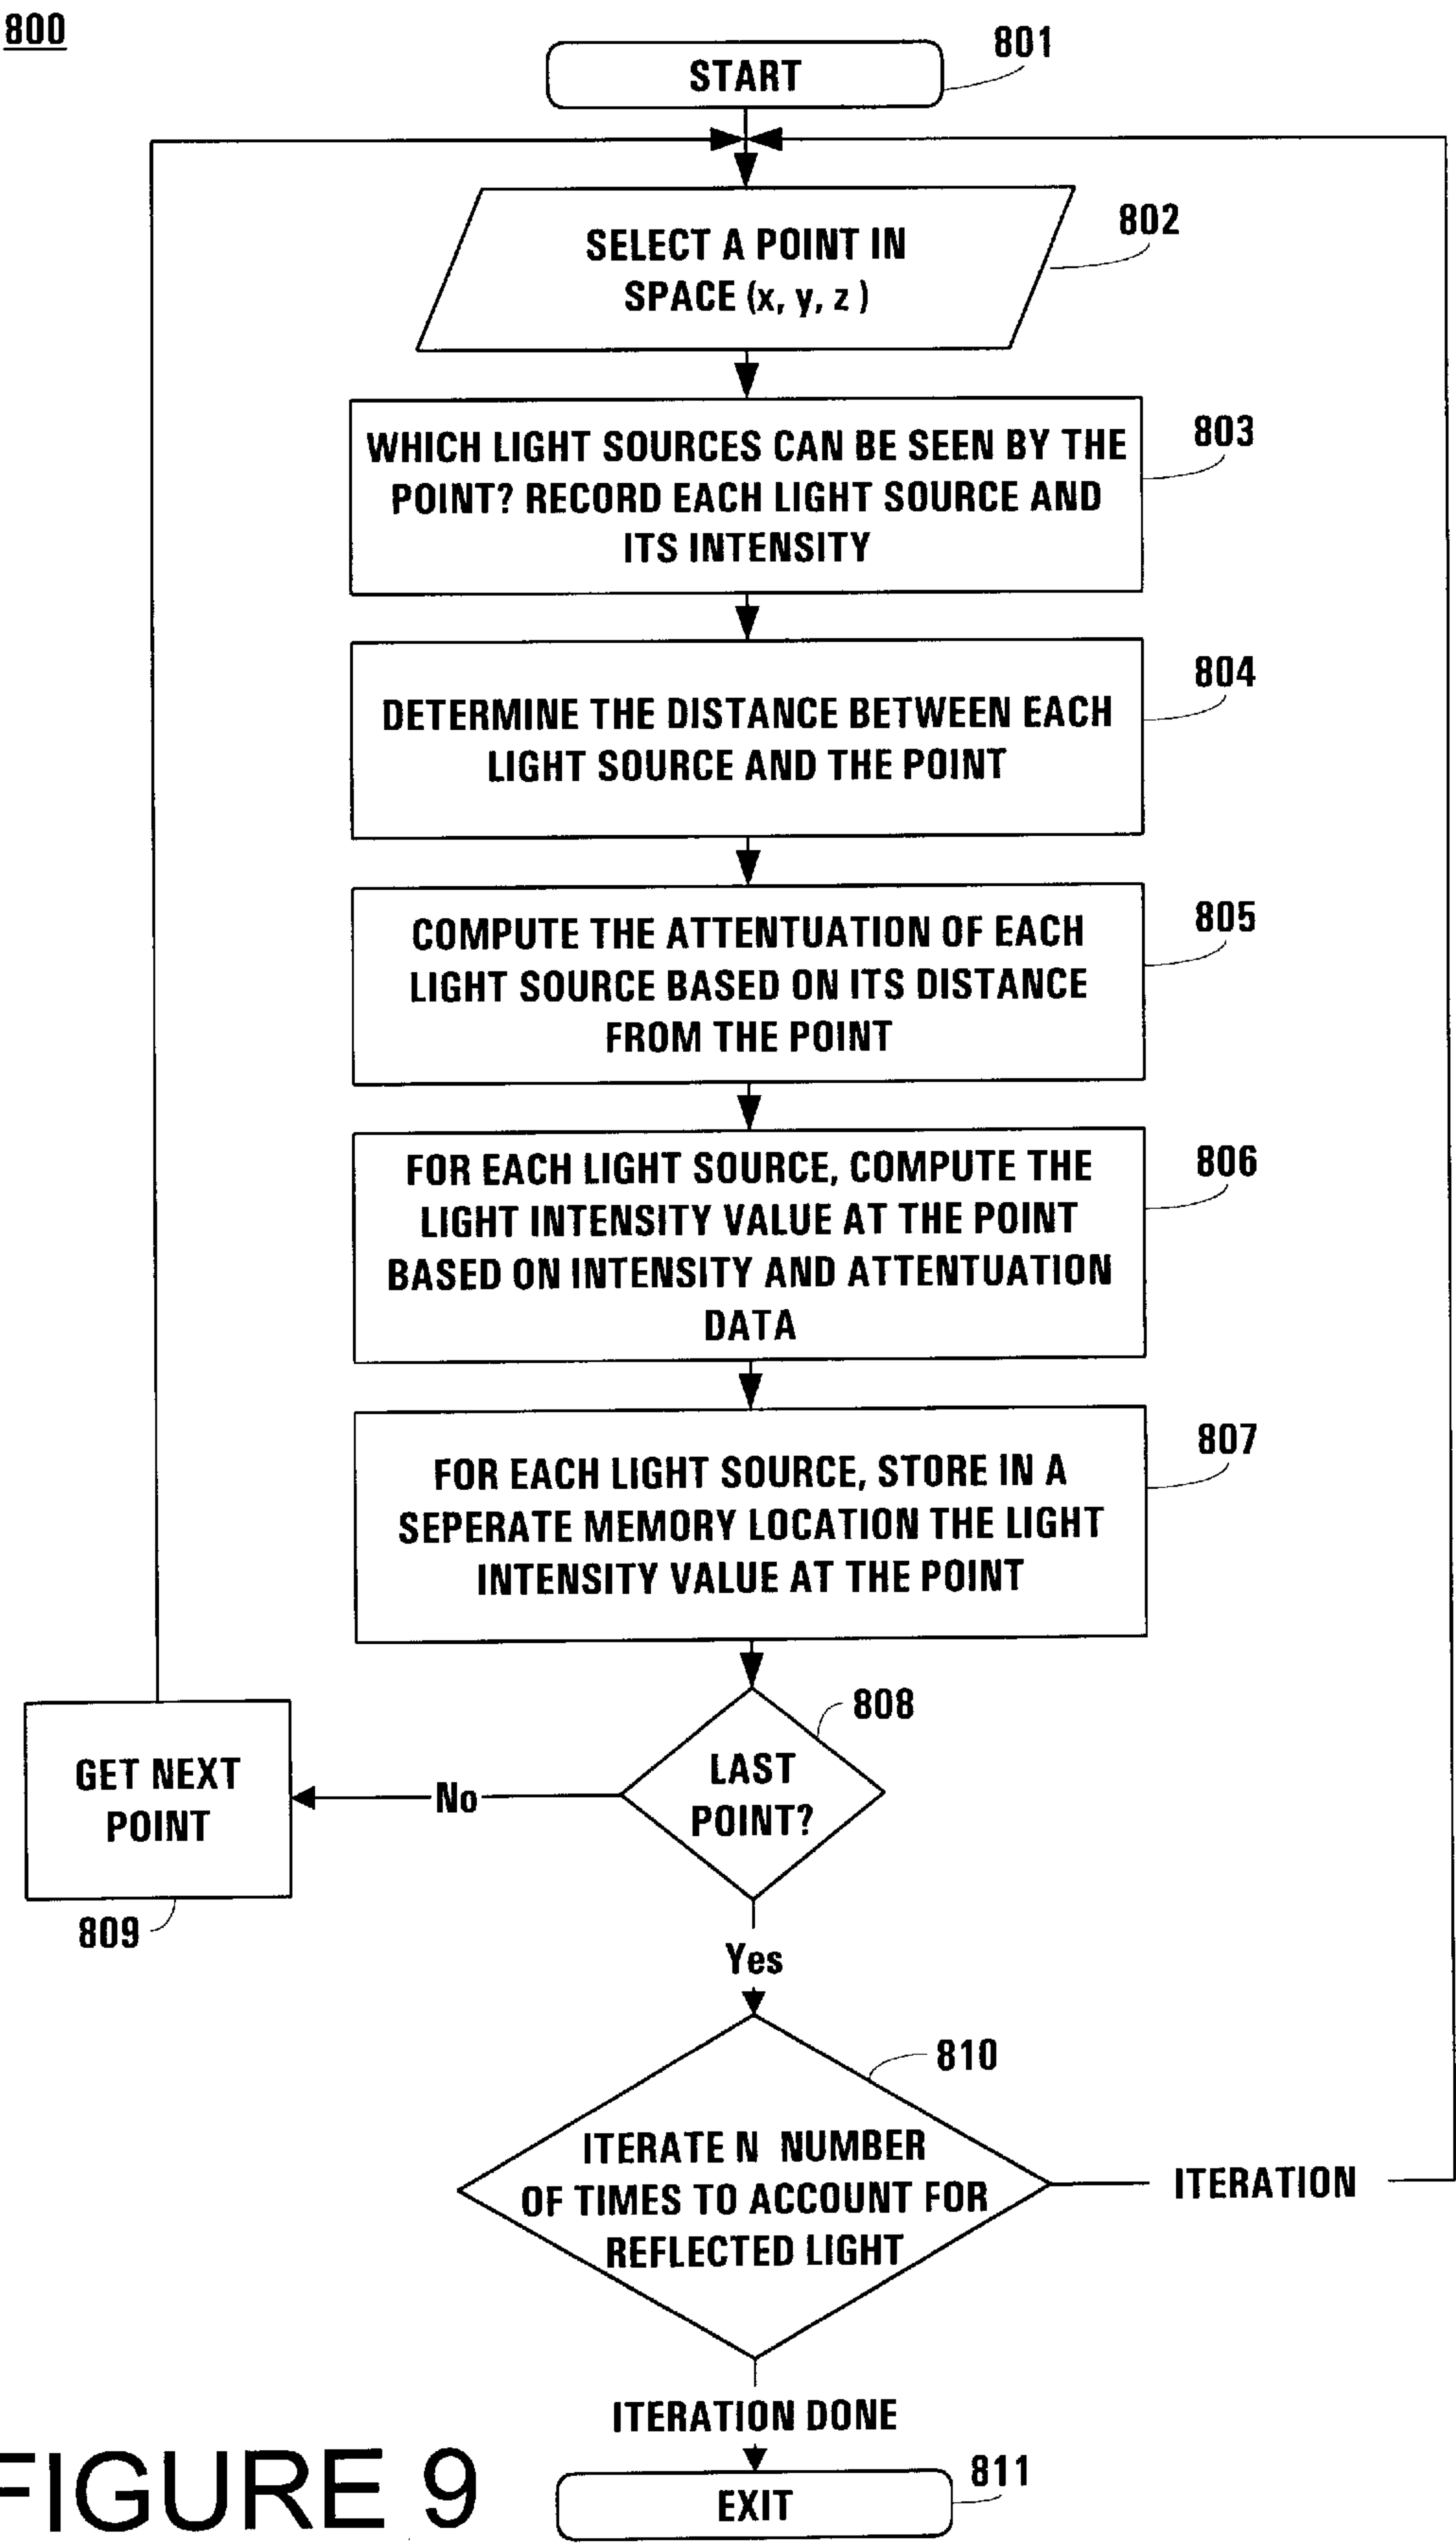 800
START
801
SELECT A POINT IN
SPACE (x, y, z )
802
WHICH LIGHT SOURCES CAN BE SEEN BY THE
POINT? RECORD EACH LIGHT SOURCE AND
ITS INTENSITY
803
DETERMINE THE DISTANCE BETWEEN EACH
LIGHT SOURCE AND THE POINT
804
COMPUTE THE ATTENTUATION OF EACH
LIGHT SOURCE BASED ON ITS DISTANCE
FROM THE POINT
805
FOR EACH LIGHT SOURCE, COMPUTE THE
LIGHT INTENSITY VALUE AT THE POINT
BASED ON INTENSITY AND ATTENTUATION
DATA
806
FOR EACH LIGHT SOURCE, STORE IN A
SEPERATE MEMORY LOCATION THE LIGHT
INTENSITY VALUE AT THE POINT
807
LAST
POINT?
808
No
GET NEXT
POINT
809
Yes
ITERATE N NUMBER
OF TIMES TO ACCOUNT FOR
REFLECTED LIGHT
810
ITERATION
ITERATION DONE
EXIT
811
FIGURE 9